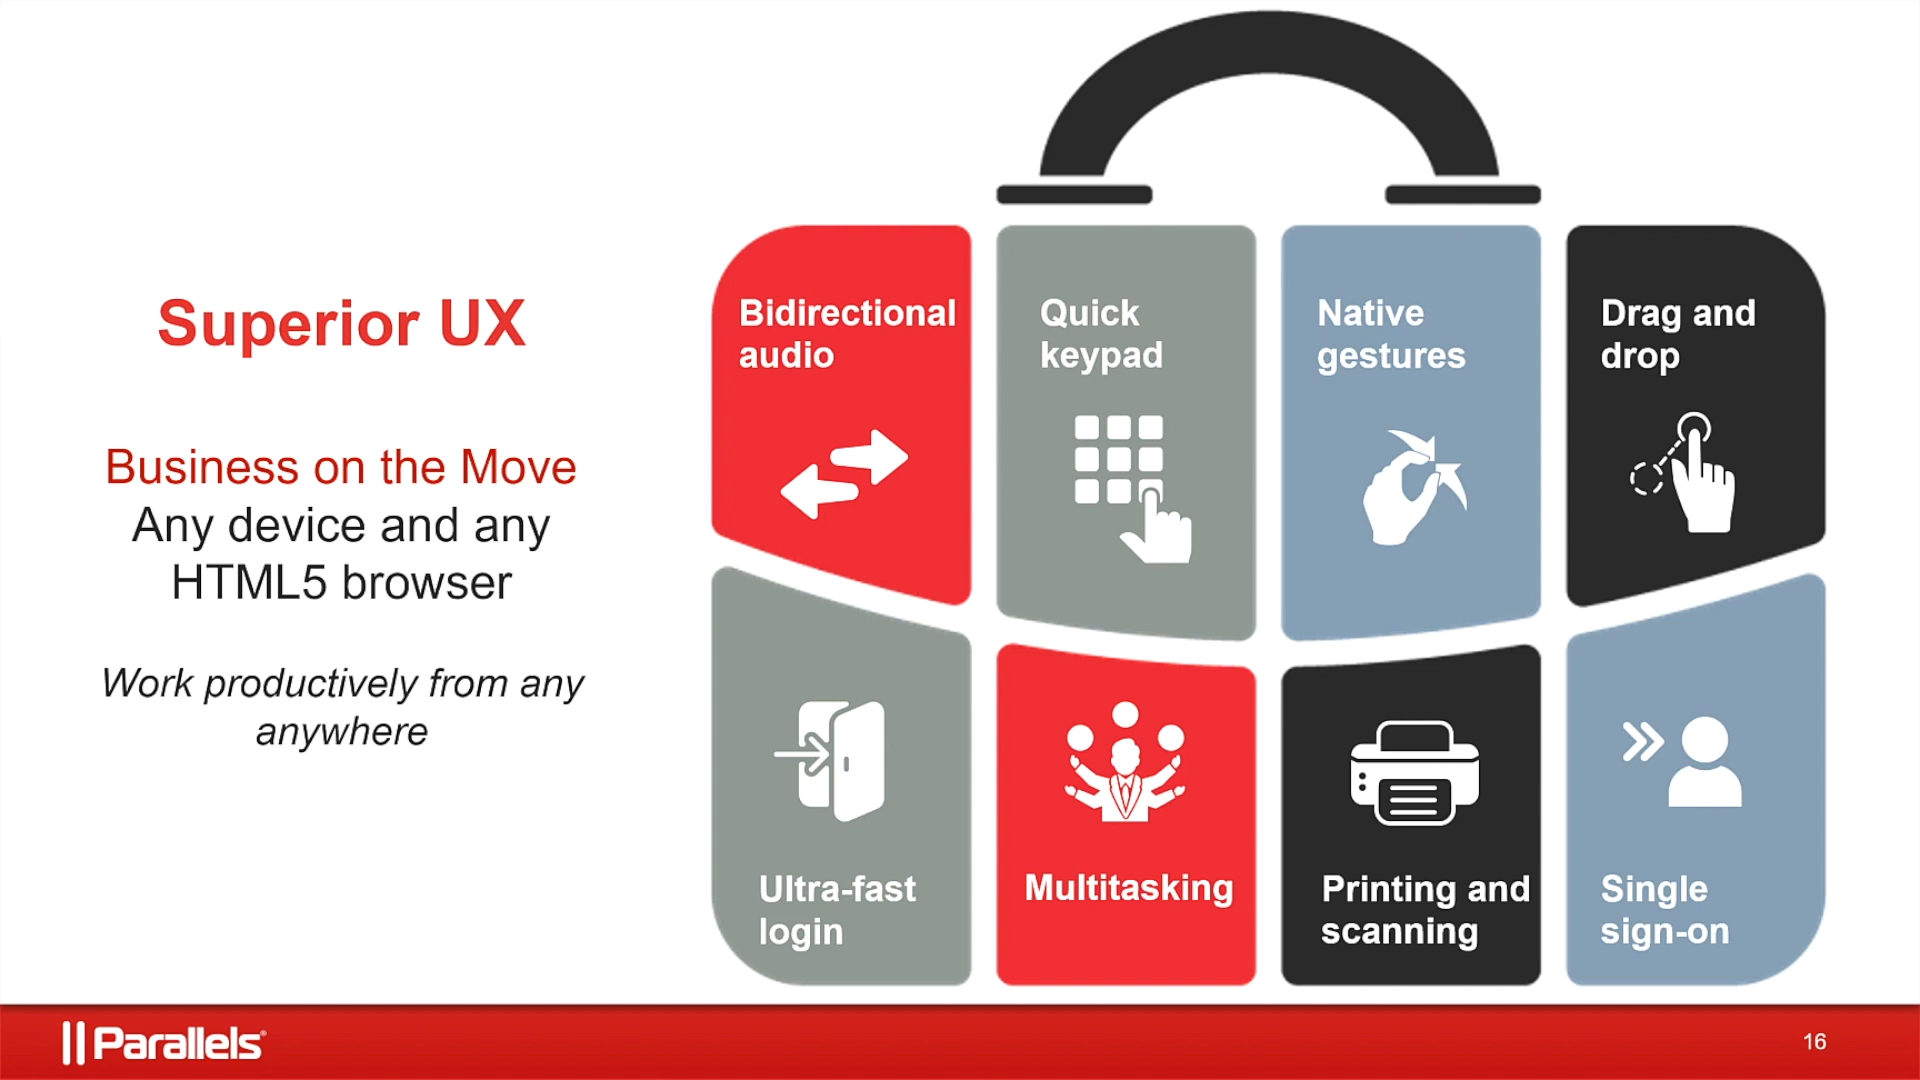 Superior UX
Business on the Move
Any device and any
HTML5 browser
Work productively from any
anywhere
Bidirectional
audio
Quick
keypad
Native
gestures
Drag and
drop
Ultra-fast
login
Multitasking
Printing and
scanning
Single
sign-on
Parallels®
16